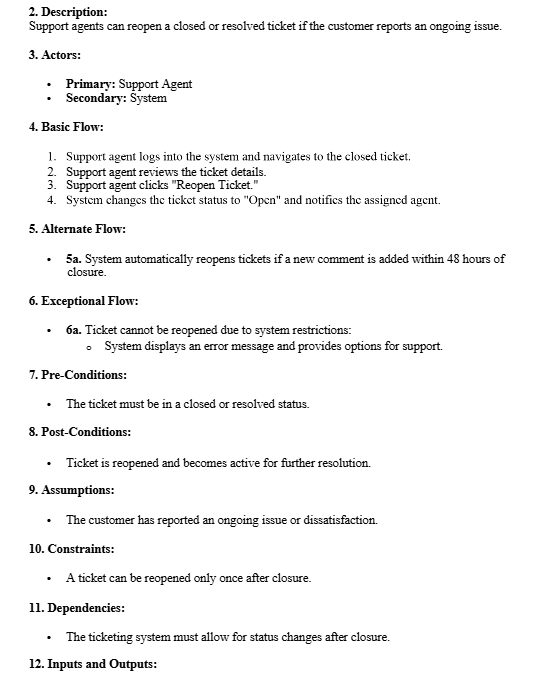 2. Description:
Support agents can reopen a closed or resolved ticket if the customer reports an ongoing issue.
3. Actors:
• Primary: Support Agent
• Secondary: System
4. Basic Flow:
1. Support agent logs into the system and navigates to the closed ticket.
2. Support agent reviews the ticket details.
3. Support agent clicks "Reopen Ticket."
4. System changes the ticket status to "Open" and notifies the assigned agent.
5. Alternate Flow:
• 5a. System automatically reopens tickets if a new comment is added within 48 hours of
closure.
6. Exceptional Flow:
• 6a. Ticket cannot be reopened due to system restrictions:
o System displays an error message and provides options for support.
7. Pre-Conditions:
• The ticket must be in a closed or resolved status.
8. Post-Conditions:
• Ticket is reopened and becomes active for further resolution.
9. Assumptions:
• The customer has reported an ongoing issue or dissatisfaction.
10. Constraints:
• A ticket can be reopened only once after closure.
11. Dependencies:
• The ticketing system must allow for status changes after closure.
12. Inputs and Outputs: